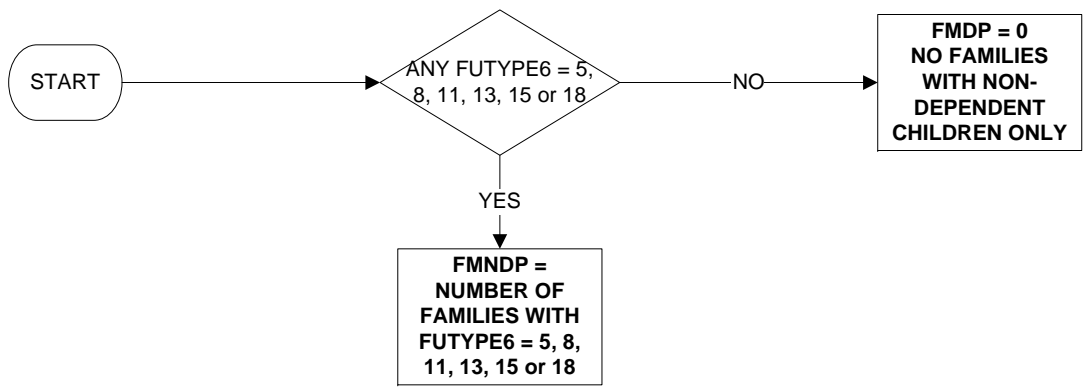 START
ANY FUTYPE6 = 5,
8, 11, 13, 15 or 18
NO
FMDP = 0
NO FAMILIES
WITH NON-
DEPENDENT
CHILDREN ONLY
YES
FMNDP =
NUMBER OF
FAMILIES WITH
FUTYPE6 = 5, 8,
11, 13, 15 or 18